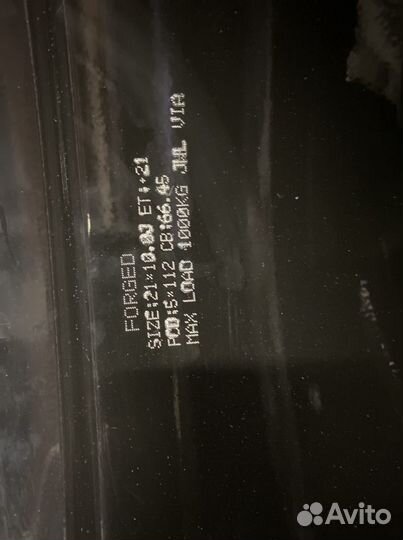 FORGED
SIZE:21*10.0J ET:+21
PCD:5*112 CB:66.45
MAX LOAD 1000KG JWL VIA
Avito